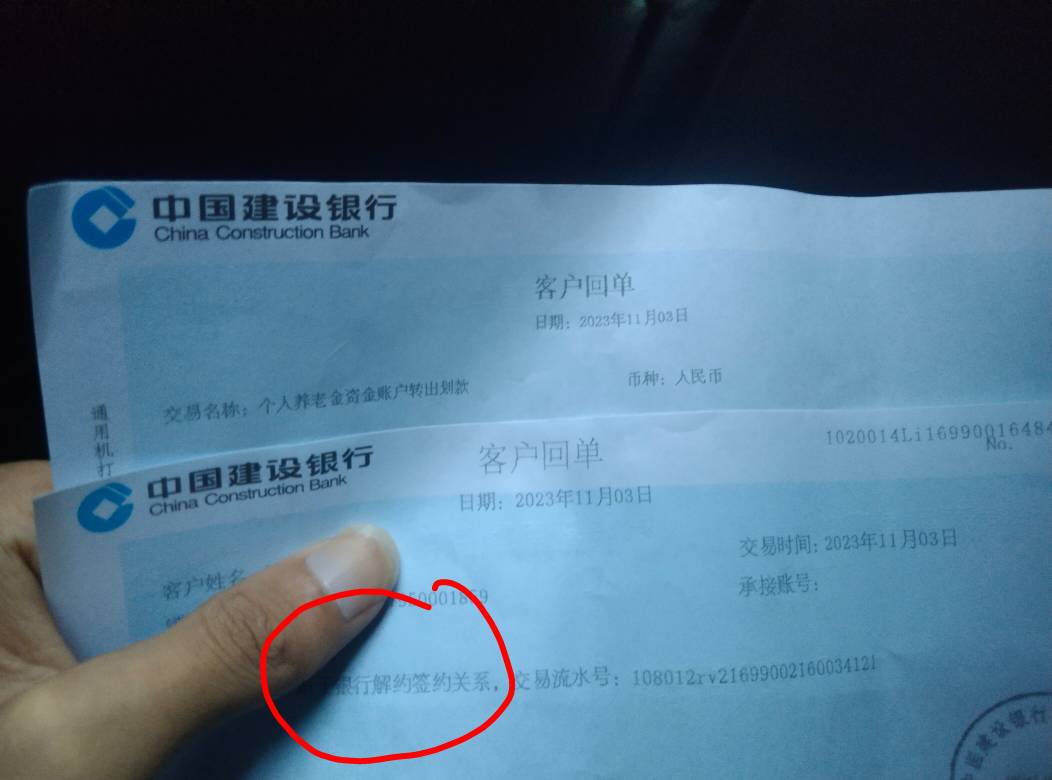 中国建设银行
China Construction Bank
客户回单
日期：2023年11月03日
交易名称：个人养老金资金账户转出划款
币种：人民币
通用机打
中国建设银行
China Construction Bank
客户回单
1020014Li16990016484
No.
日期：2023年11月03日
交易时间：2023年11月03日
客户姓名
承接账号：
50001859
银行解约签约关系，交易流水号：108012rv21699002160034121
建设银行